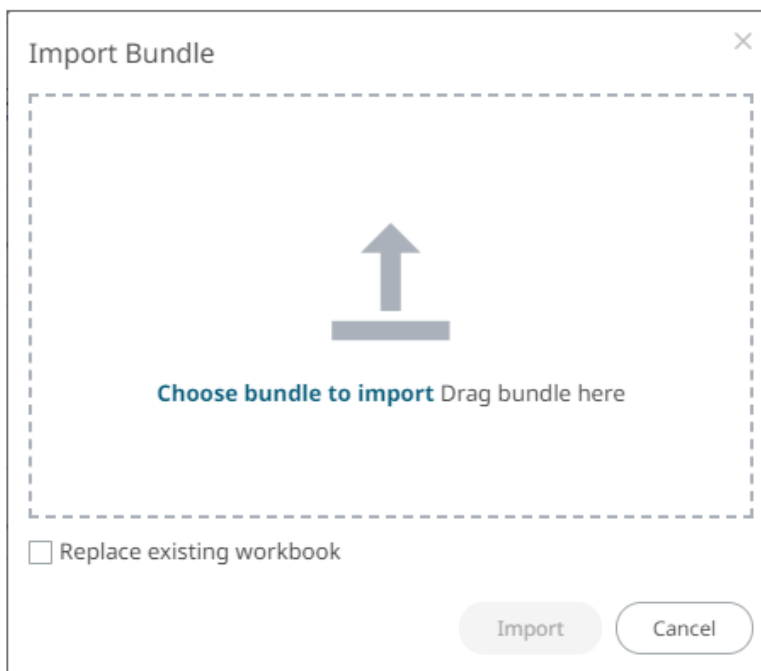 Import Bundle
Choose bundle to import Drag bundle here
Replace existing workbook
Import
Cancel